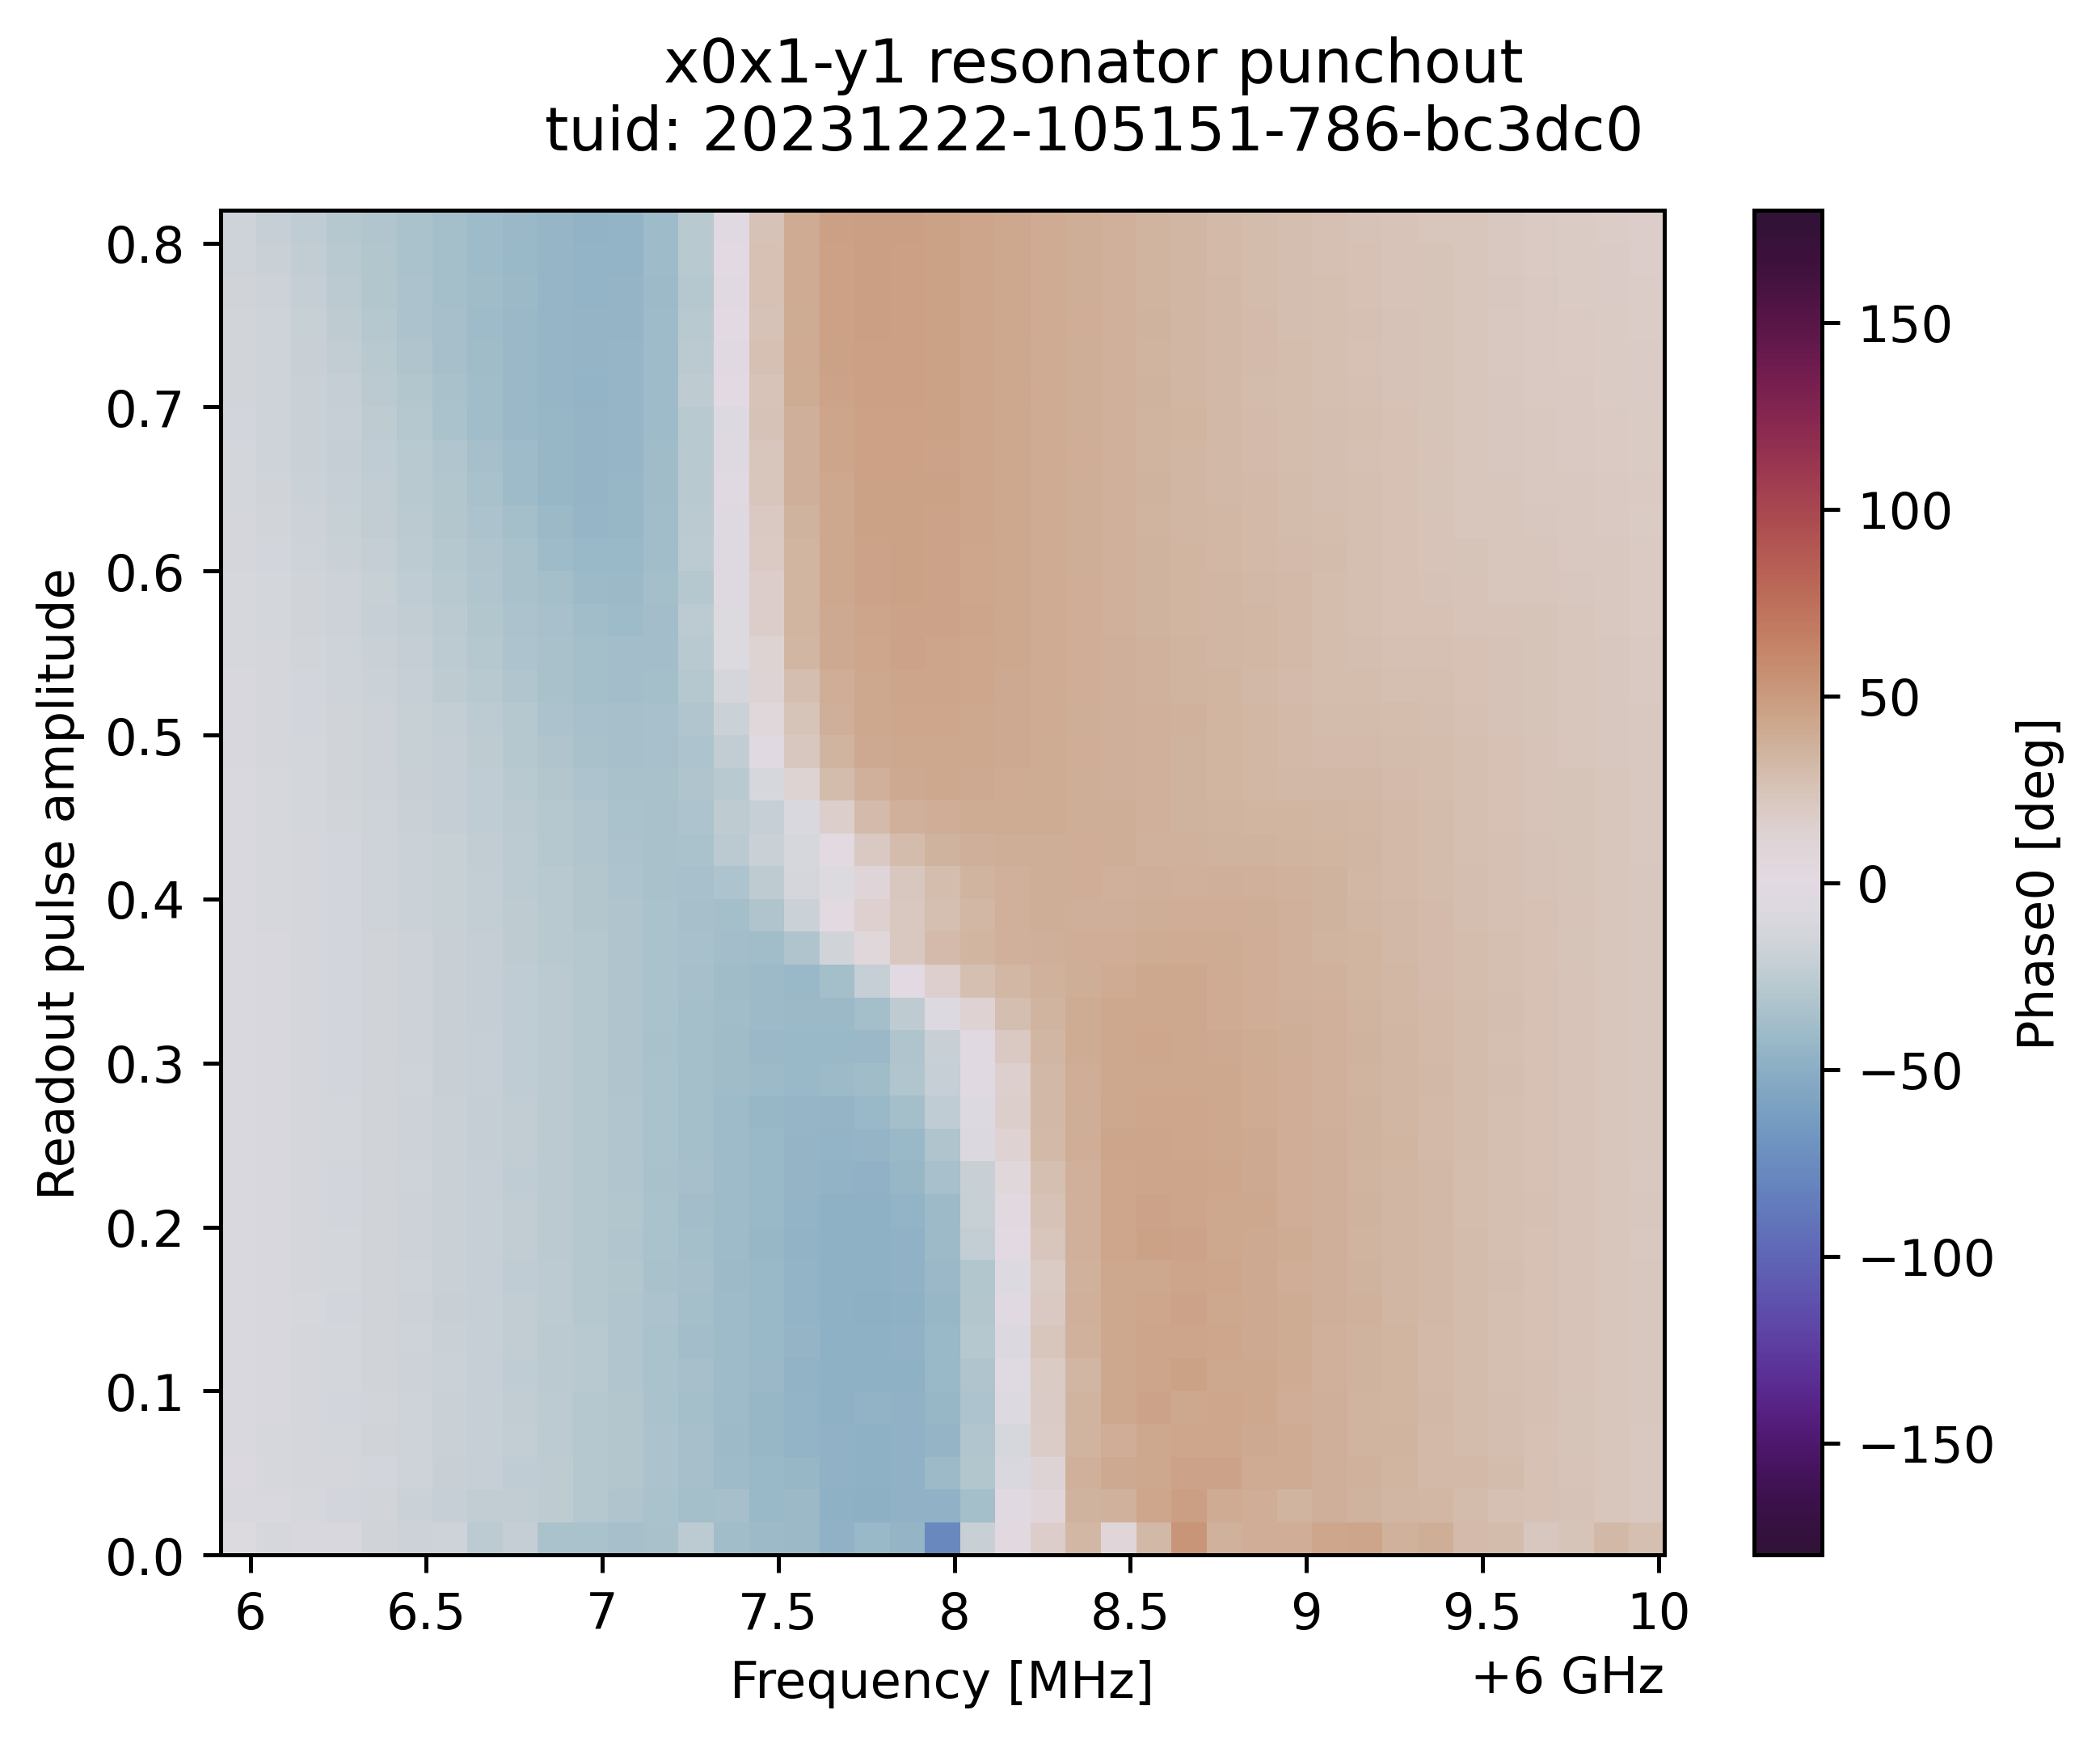 x0x1-y1 resonator punchout
tuid: 20231222-105151-786-bc3dc0
Readout pulse amplitude
0.8
0.7
0.6
0.5
0.4
0.3
0.2
0.1
0.0
6 6.5 7 7.5 8 8.5 9 9.5 10
Frequency [MHz]
+6 GHz
150
100
50
0
−50
−100
−150
Phase0 [deg]